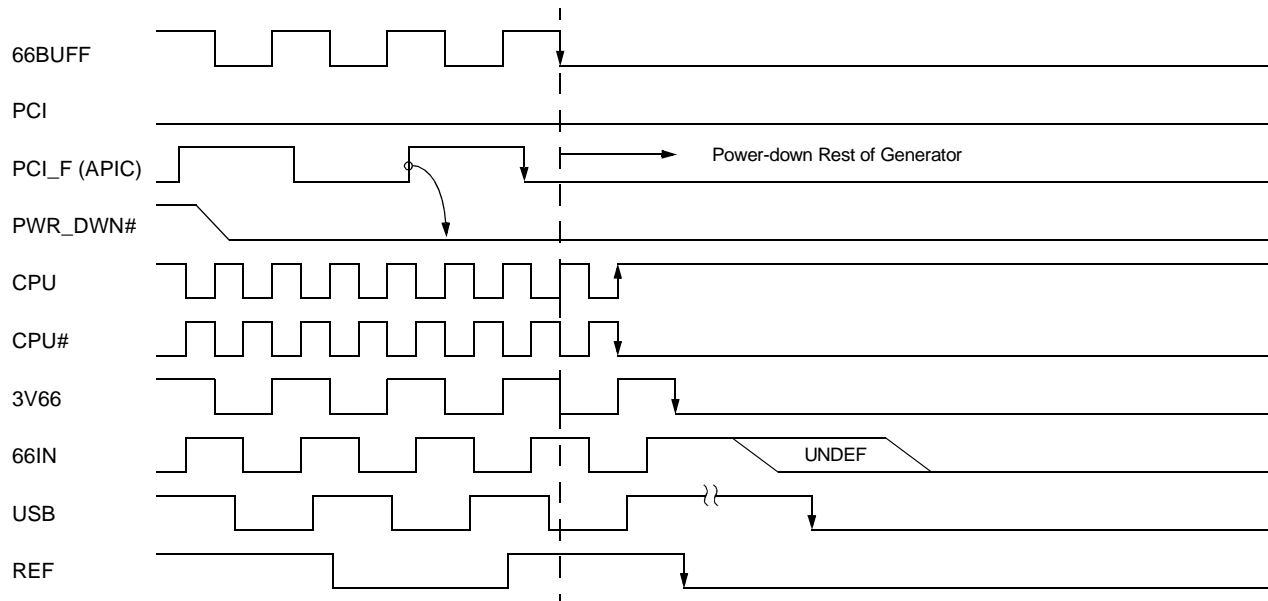 66BUFF
PCI
PCI_F (APIC)
Power-down Rest of Generator
PWR_DWN#
CPU
CPU#
3V66
66IN
UNDEF
USB
REF